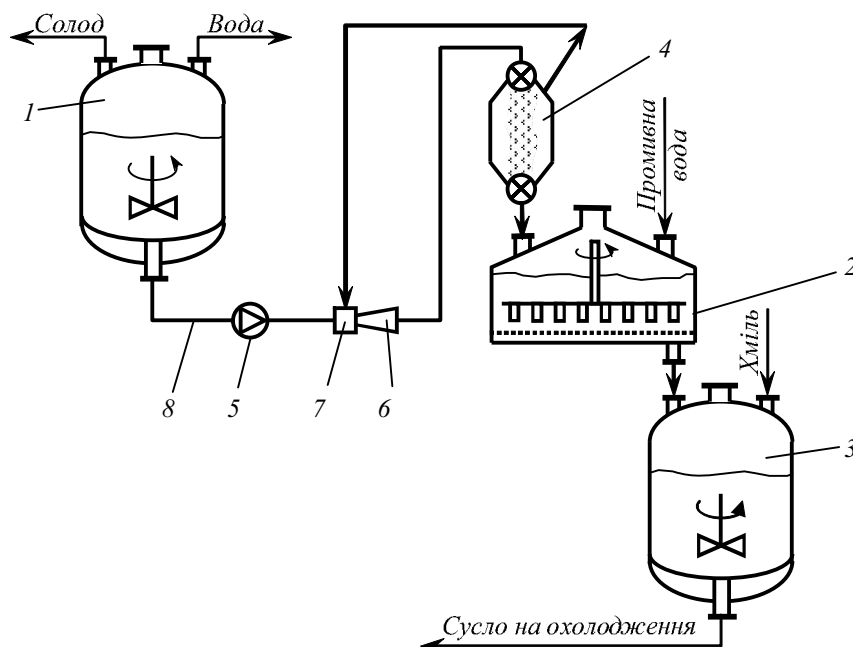 Солод
Вода
4
1
Промивна
вода
2
Хміль
8
5
7
6
3
Сусло на охолодження